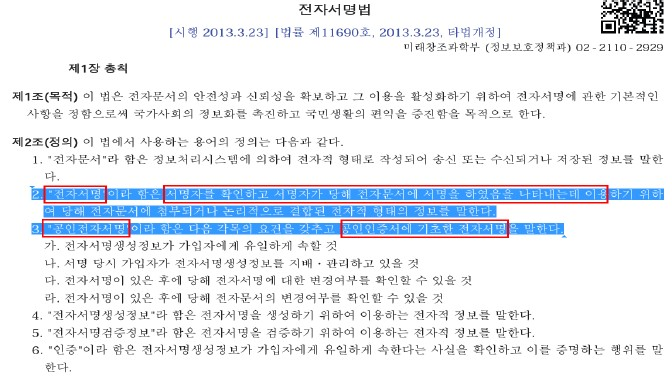 전자서명법
[시행 2013.3.23] [법률 제11690호, 2013.3.23, 타법개정]
미래창조과학부 (정보보호정책과) 02-2110-2929
제1장 총칙
제1조(목적) 이 법은 전자문서의 안전성과 신뢰성을 확보하고 그 이용을 활성화하기 위하여 전자서명에 관한 기본적인
사항을 정함으로써 국가사회의 정보화를 촉진하고 국민생활의 편익을 증진함을 목적으로 한다.
제2조(정의) 이 법에서 사용하는 용어의 정의는 다음과 같다.
1. "전자문서"라 함은 정보처리시스템에 의하여 전자적 형태로 작성되어 송신 또는 수신되거나 저장된 정보를 말한
다.
2. "전자서명"이라 함은 서명자를 확인하고 서명자가 당해 전자문서에 서명을 하였음을 나타내는데 이용하기 위하
여 당해 전자문서에 첨부되거나 논리적으로 결합된 전자적 형태의 정보를 말한다.
3. "공인전자서명"이라 함은 다음 각목의 요건을 갖추고 공인인증서에 기초한 전자서명을 말한다.
가. 전자서명생성정보가 가입자에게 유일하게 속할 것
나. 서명 당시 가입자가 전자서명생성정보를 지배·관리하고 있을 것
다. 전자서명이 있은 후에 당해 전자서명에 대한 변경여부를 확인할 수 있을 것
라. 전자서명이 있은 후에 당해 전자문서의 변경여부를 확인할 수 있을 것
4. "전자서명생성정보"라 함은 전자서명을 생성하기 위하여 이용하는 전자적 정보를 말한다.
5. "전자서명검증정보"라 함은 전자서명을 검증하기 위하여 이용하는 전자적 정보를 말한다.
6. "인증"이라 함은 전자서명생성정보가 가입자에게 유일하게 속한다는 사실을 확인하고 이를 증명하는 행위를 말
한다.